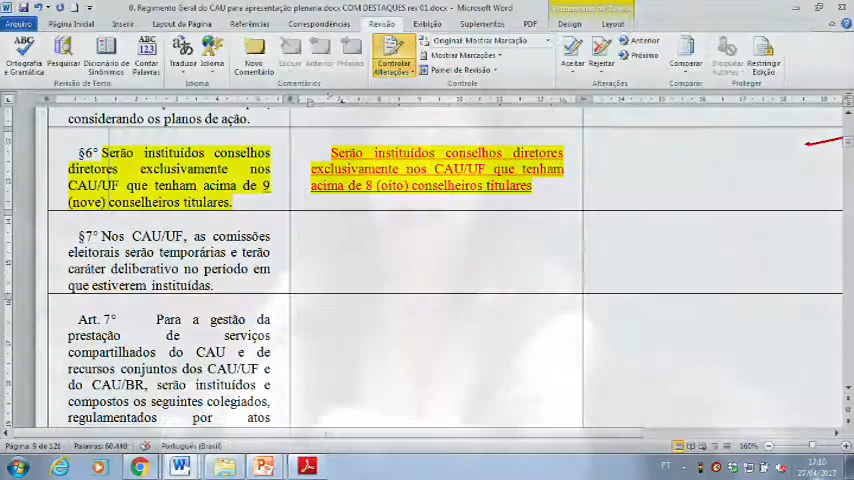 8. Regimento Geral do CAU para apresentação plenaria.docx COM DESTAQUES rev 01.docx - Microsoft Word
Arquivo Página Inicial Inserir Layout da Página Referências Correspondências Revisão Exibição Suplementos PDF Design Layout
Ortografia e Gramática
Pesquisar
Dicionário de Sinônimos
ABC 123 Contar Palavras
Traduzir
Idioma
Novo Comentário
Excluir
Anterior
Próximo
Controlar Alterações
Original: Mostrar Marcação
Mostrar Marcações
Painel de Revisão
Aceitar
Rejeitar
Anterior
Próximo
Comparar
Bloquear Autores
Restringir Edição
Revisão de Texto Idioma Comentários Controle Alterações Comparar Proteger
considerando os planos de ação.
§6° Serão instituídos conselhos
diretores exclusivamente nos
CAU/UF que tenham acima de 9
(nove) conselheiros titulares.
Serão instituídos conselhos diretores
exclusivamente nos CAU/UF que tenham
acima de 8 (oito) conselheiros titulares
§7° Nos CAU/UF, as comissões
eleitorais serão temporárias e terão
caráter deliberativo no período em
que estiverem instituídas.
Art. 7° Para a gestão da
prestação de serviços
compartilhados do CAU e de
recursos conjuntos dos CAU/UF e
do CAU/BR, serão instituídos e
compostos os seguintes colegiados,
regulamentados por atos
Página: 9 de 121 Palavras: 60.440 Português (Brasil) 160%
PT 17:10
27/04/2017